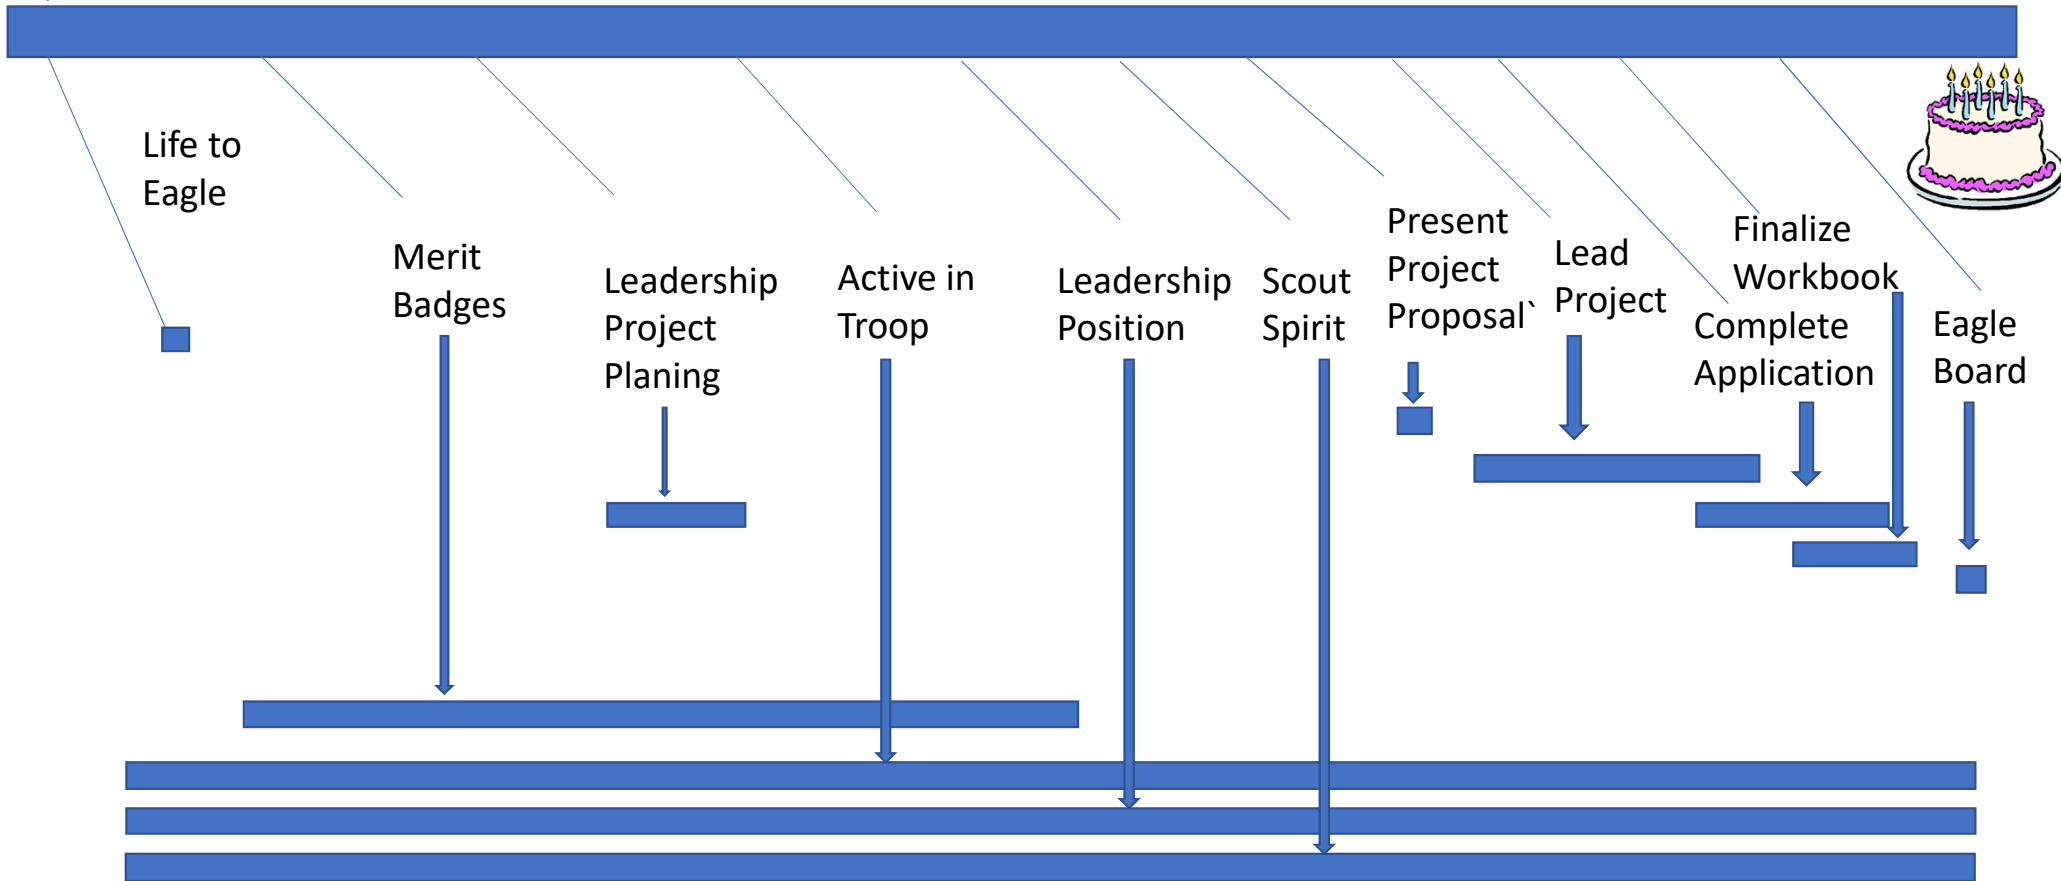 Life to
Eagle
Merit
Badges
Leadership
Project
Planing
Active in
Troop
Leadership
Position
Scout
Spirit
Present
Project
Proposal`
Lead
Project
Finalize
Workbook
Complete
Application
Eagle
Board